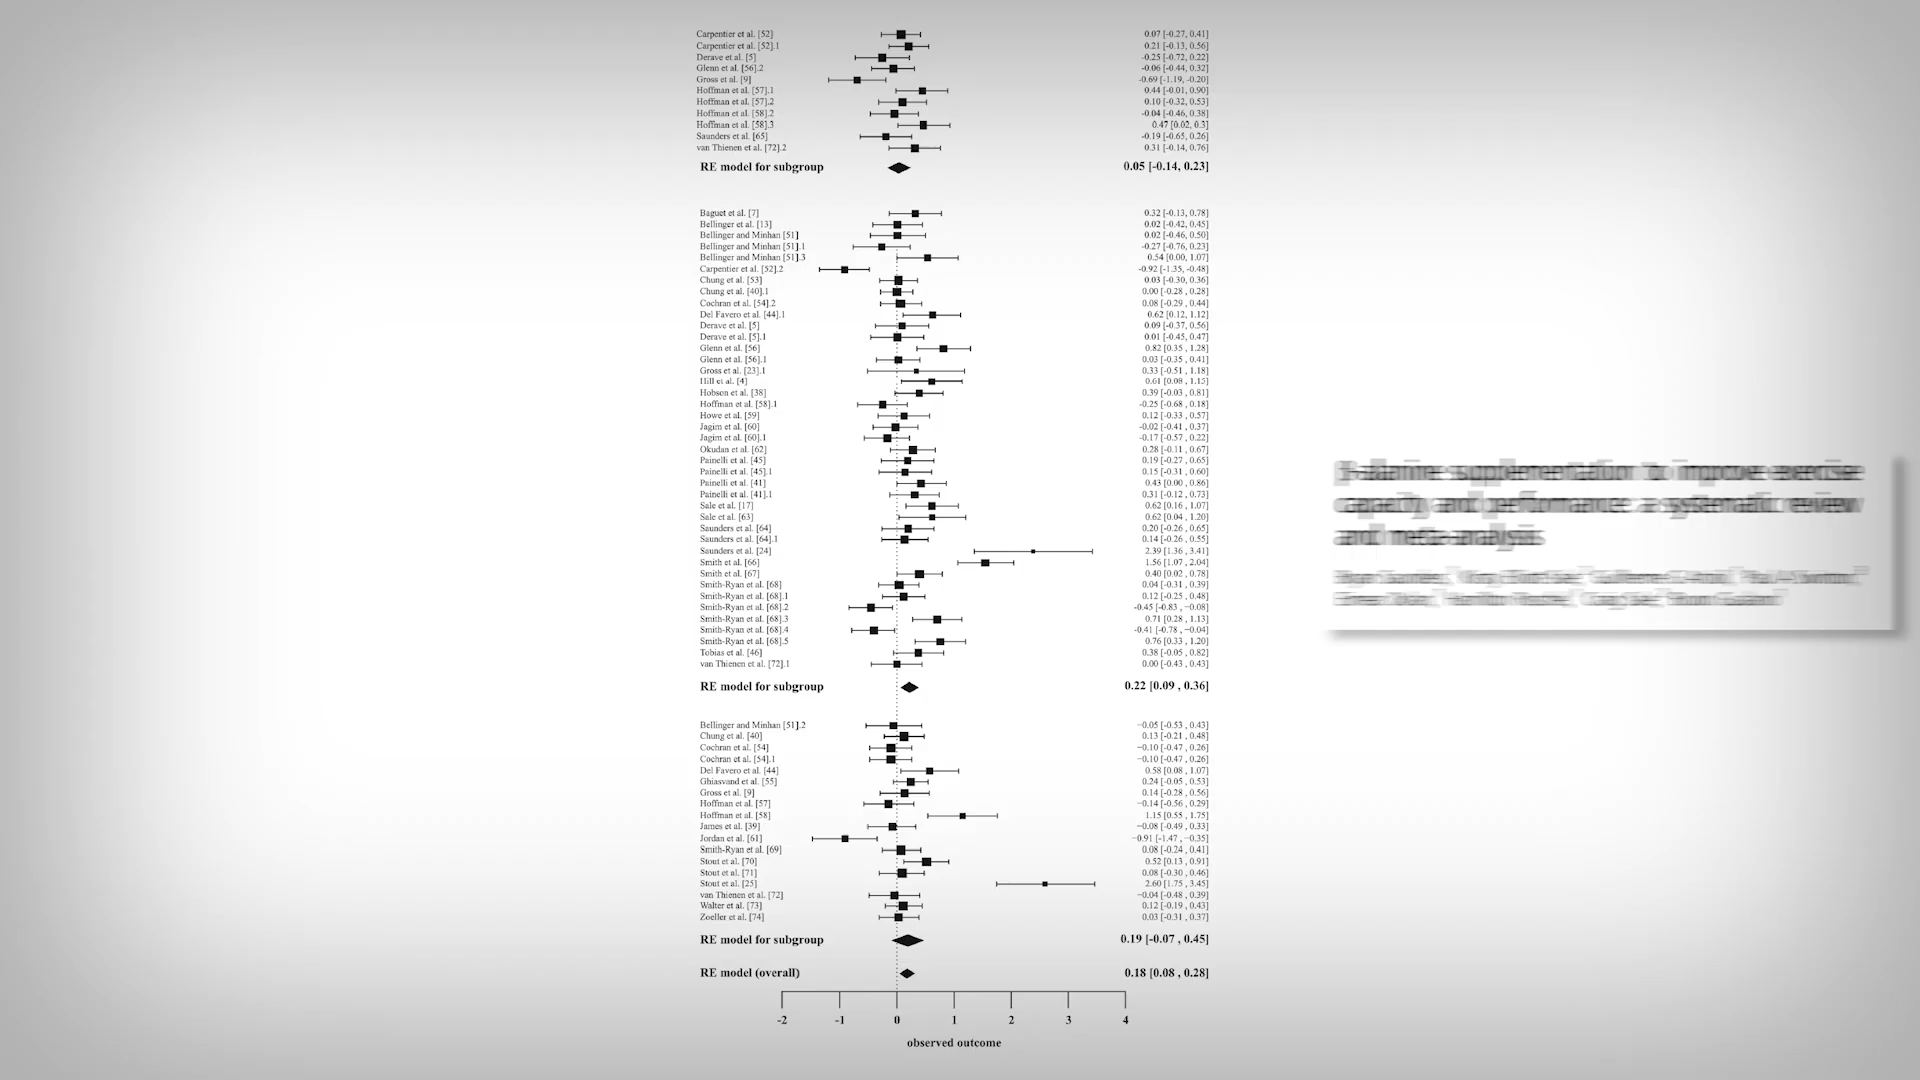 Carpentier et al. [52] 0.07 [-0.27, 0.41]
Carpentier et al. [52].1 0.21 [-0.13, 0.56]
Derave et al. [5] -0.25 [-0.72, 0.22]
Glenn et al. [56].2 -0.06 [-0.44, 0.32]
Gross et al. [9] -0.69 [-1.19, -0.20]
Hoffman et al. [57].1 0.44 [-0.01, 0.90]
Hoffman et al. [57].2 0.10 [-0.32, 0.53]
Hoffman et al. [58].2 -0.04 [-0.46, 0.38]
Hoffman et al. [58].3 0.47 [0.02, 0.3]
Saunders et al. [65] -0.19 [-0.65, 0.26]
van Thienen et al. [72].2 0.31 [-0.14, 0.76]
RE model for subgroup 0.05 [-0.14, 0.23]
Baguet et al. [7] 0.32 [-0.13, 0.78]
Bellinger et al. [13] 0.02 [-0.42, 0.45]
Bellinger and Minhan [51] 0.02 [-0.46, 0.50]
Bellinger and Minhan [51].1 -0.27 [-0.76, 0.23]
Bellinger and Minhan [51].3 0.54 [0.00, 1.07]
Carpentier et al. [52].2 -0.92 [-1.35, -0.48]
Chung et al. [53] 0.03 [-0.30, 0.36]
Chung et al. [40].1 0.00 [-0.28 , 0.28]
Cochran et al. [54].2 0.08 [-0.29 , 0.44]
Del Favero et al. [44].1 0.62 [0.12, 1.12]
Derave et al. [5] 0.09 [-0.37, 0.56]
Derave et al. [5].1 0.01 [-0.45, 0.47]
Glenn et al. [56] 0.82 [0.35 , 1.28]
Glenn et al. [56].1 0.03 [-0.35 , 0.41]
Gross et al. [23].1 0.33 [-0.51 , 1.18]
Hill et al. [4] 0.61 [0.08 , 1.15]
Hobson et al. [38] 0.39 [-0.03 , 0.81]
Hoffman et al. [58].1 -0.25 [-0.68 , 0.18]
Howe et al. [59] 0.12 [-0.33 , 0.57]
Jagim et al. [60] -0.02 [-0.41 , 0.37]
Jagim et al. [60].1 -0.17 [-0.57 , 0.22]
Okudan et al. [62] 0.28 [-0.11 , 0.67]
Painelli et al. [45] 0.19 [-0.27 , 0.65]
Painelli et al. [45].1 0.15 [-0.31 , 0.60]
Painelli et al. [41] 0.43 [0.00 , 0.86]
Painelli et al. [41].1 0.31 [-0.12 , 0.73]
Sale et al. [17] 0.62 [0.16 , 1.07]
Sale et al. [63] 0.62 [0.04 , 1.20]
Saunders et al. [64] 0.20 [-0.26 , 0.65]
Saunders et al. [64].1 0.14 [-0.26 , 0.55]
Saunders et al. [24] 2.39 [1.36 , 3.41]
Smith et al. [66] 1.56 [1.07 , 2.04]
Smith et al. [67] 0.40 [0.02 , 0.78]
Smith-Ryan et al. [68] 0.04 [-0.31 , 0.39]
Smith-Ryan et al. [68].1 0.12 [-0.25 , 0.48]
Smith-Ryan et al. [68].2 -0.45 [-0.83 , −0.08]
Smith-Ryan et al. [68].3 0.71 [0.28 , 1.13]
Smith-Ryan et al. [68].4 -0.41 [-0.78 , −0.04]
Smith-Ryan et al. [68].5 0.76 [0.33 , 1.20]
Tobias et al. [46] 0.38 [-0.05 , 0.82]
van Thienen et al. [72].1 0.00 [-0.43 , 0.43]
RE model for subgroup 0.22 [0.09 , 0.36]
Bellinger and Minhan [51].2 −0.05 [-0.53 , 0.43]
Chung et al. [40] 0.13 [-0.21 , 0.48]
Cochran et al. [54] −0.10 [-0.47 , 0.26]
Cochran et al. [54].1 −0.10 [-0.47 , 0.26]
Del Favero et al. [44] 0.58 [0.08 , 1.07]
Ghiasvand et al. [55] 0.24 [-0.05 , 0.53]
Gross et al. [9] 0.14 [-0.28 , 0.56]
Hoffman et al. [57] −0.14 [-0.56 , 0.29]
Hoffman et al. [58] 1.15 [0.55 , 1.75]
James et al. [39] −0.08 [-0.49 , 0.33]
Jordan et al. [61] −0.91 [-1.47 , −0.35]
Smith-Ryan et al. [69] 0.08 [-0.24 , 0.41]
Stout et al. [70] 0.52 [0.13 , 0.91]
Stout et al. [71] 0.08 [-0.30 , 0.46]
Stout et al. [25] 2.60 [1.75 , 3.45]
van Thienen et al. [72] −0.04 [-0.48 , 0.39]
Walter et al. [73] 0.12 [-0.19 , 0.43]
Zoeller et al. [74] 0.03 [-0.31 , 0.37]
RE model for subgroup 0.19 [-0.07 , 0.45]
RE model (overall) 0.18 [0.08 , 0.28]
-2 -1 0 1 2 3 4
observed outcome
supplementation to improve exercise
capacity and performance: a systematic review
and meta-analysis